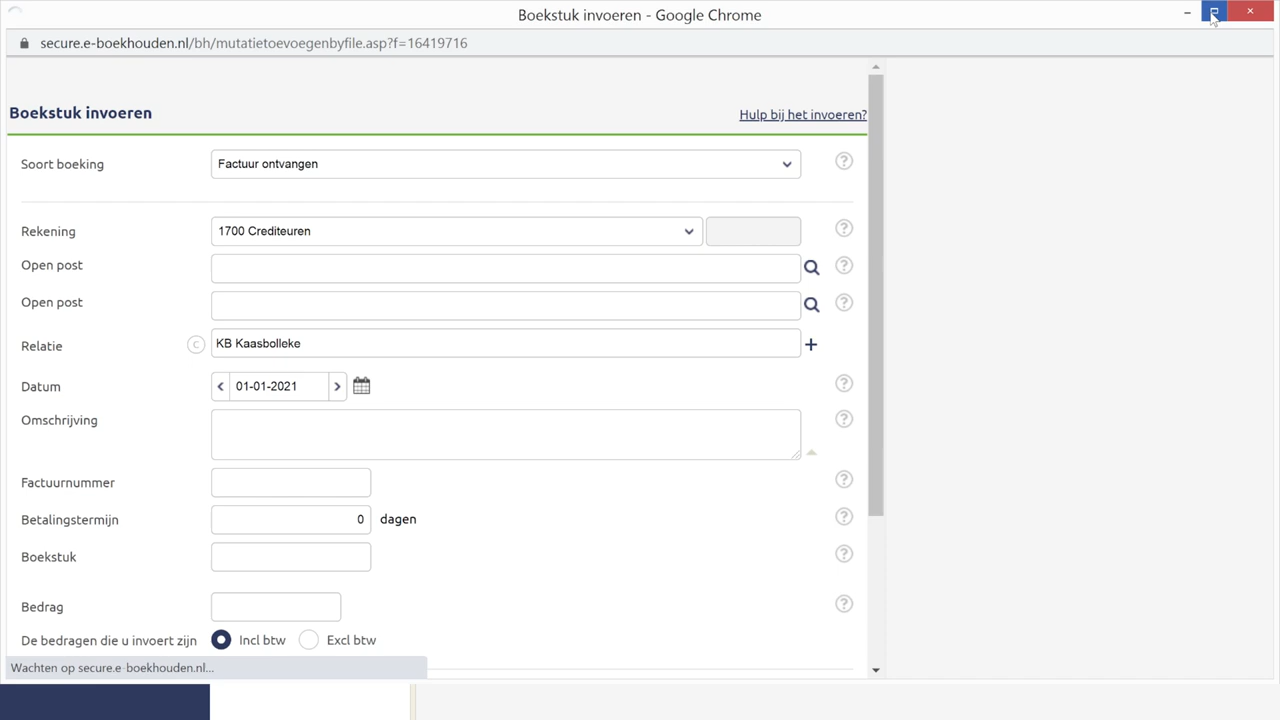 Boekstuk invoeren - Google Chrome
secure.e-boekhouden.nl/bh/mutatietoevoegenbyfile.asp?f=16419716
Boekstuk invoeren
Hulp bij het invoeren?
Soort boeking
Factuur ontvangen
?
Rekening
1700 Crediteuren
?
Open post
?
Open post
?
Relatie
C
KB Kaasbolleke
+
Datum
01-01-2021
?
Omschrijving
?
Factuurnummer
?
Betalingstermijn
0 dagen
?
Boekstuk
?
Bedrag
?
De bedragen die u invoert zijn
Incl btw
Excl btw
Wachten op secure.e-boekhouden.nl...